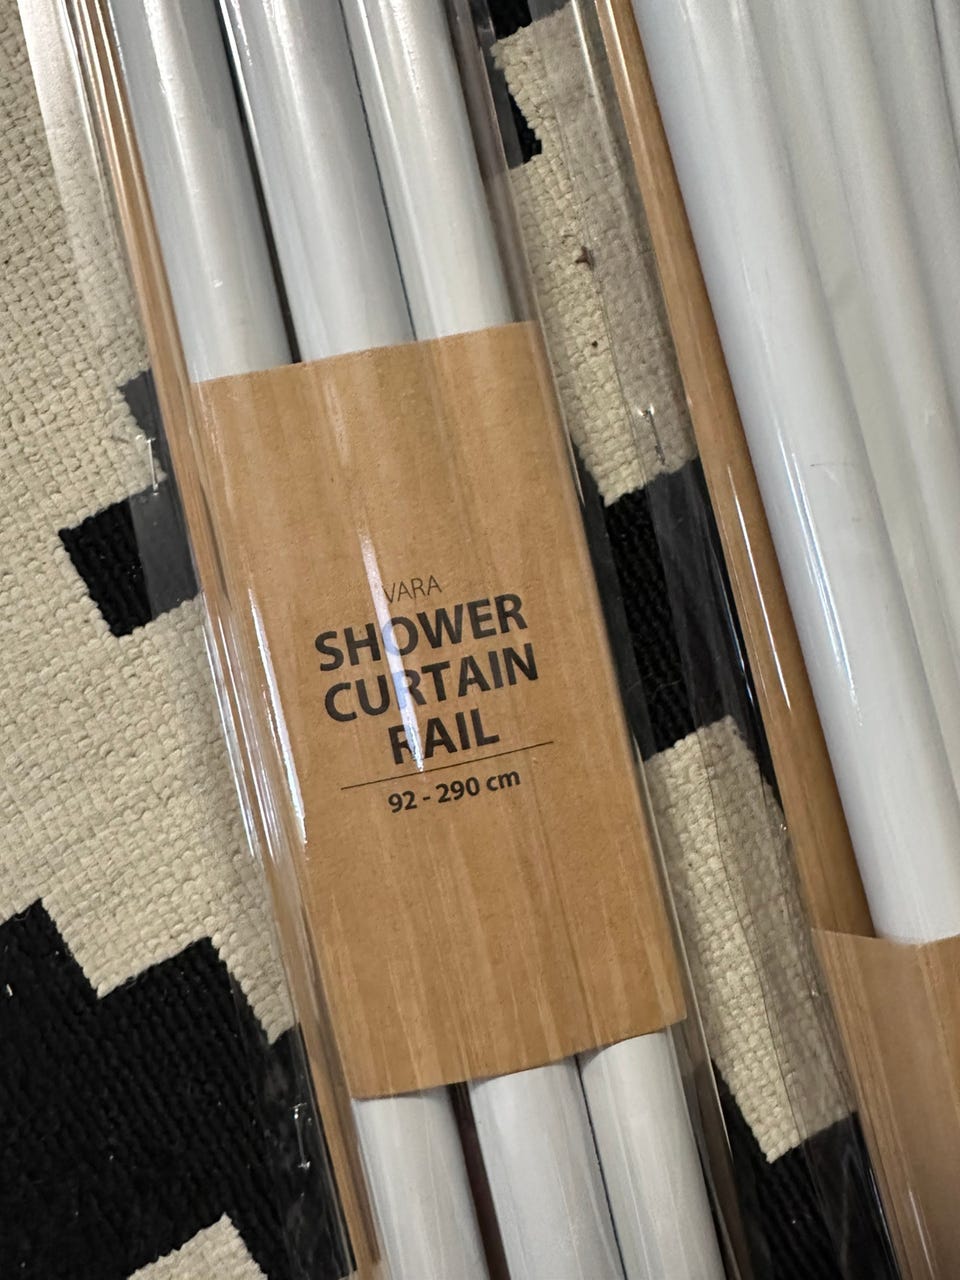 VARA
SHOWER
CURTAIN
RAIL
92 - 290 cm